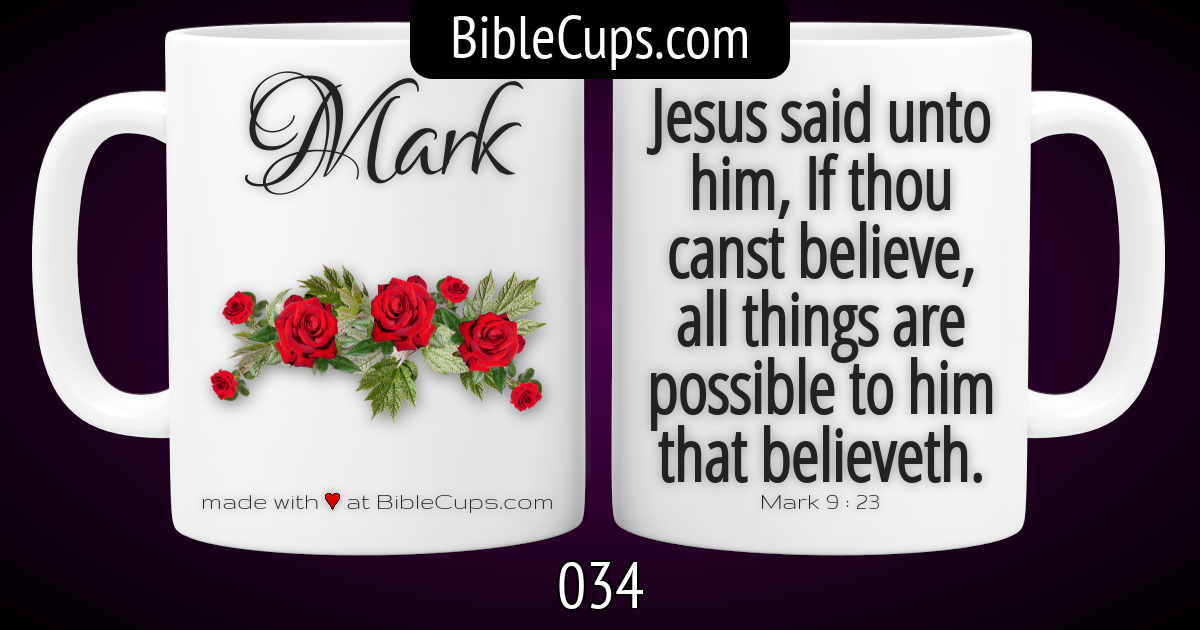 BibleCups.com
Mark
made with ♥ at BibleCups.com
Jesus said unto
him, If thou
canst believe,
all things are
possible to him
that believeth.
Mark 9 : 23
034